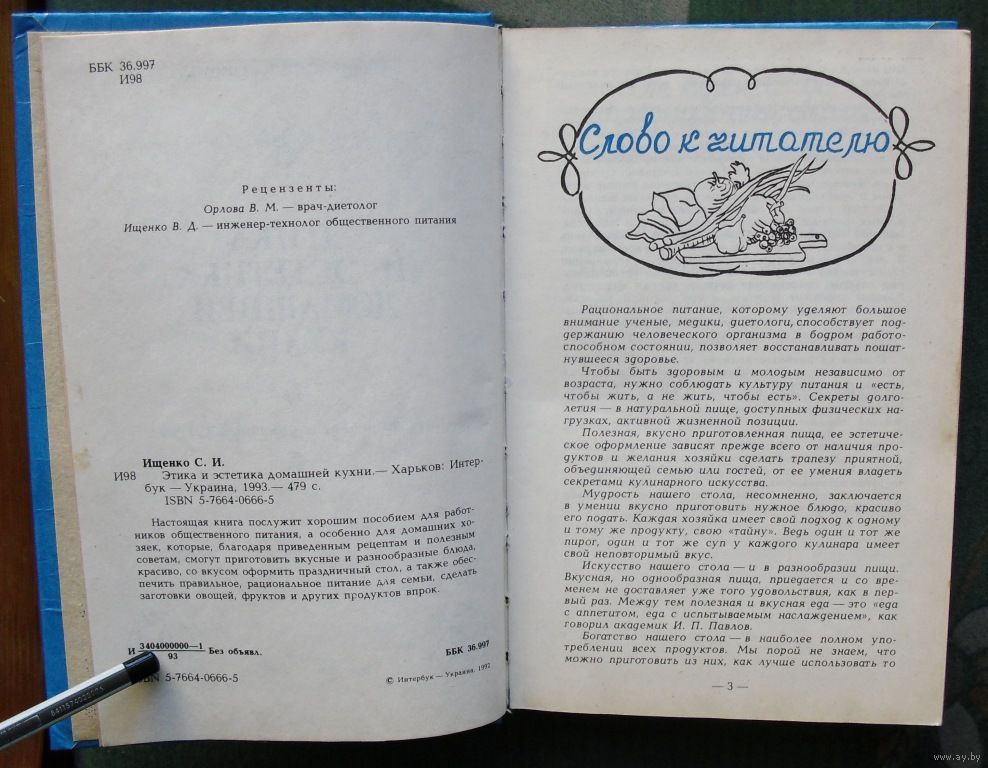 ББК 36.997
И98
Рецензенты:
Орлова В. М. — врач-диетолог
Ищенко В. Д. — инженер-технолог общественного питания
Ищенко С. И.
И98 Этика и эстетика домашней кухни.— Харьков: Интер-
бук — Украина, 1993.— 479 с.
ISBN 5-7664-0666-5
Настоящая книга послужит хорошим пособием для работ-
ников общественного питания, а особенно для домашних хо-
зяек, которые, благодаря приведенным рецептам и полезным
советам, смогут приготовить вкусные и разнообразные блюда,
красиво, со вкусом оформить праздничный стол, а также обес-
печить правильное, рациональное питание для семьи, сделать
заготовки овощей, фруктов и других продуктов впрок.
И 3404000000—1
93
Без объявл.
ББК 36.997
5-7664-0666-5
© Интербук — Украина, 1992
Слово к читателю
Рациональное питание, которому уделяют большое
внимание ученые, медики, диетологи, способствует под-
держанию человеческого организма в бодром работо-
способном состоянии, позволяет восстанавливать пошат-
нувшееся здоровье.
Чтобы быть здоровым и молодым независимо от
возраста, нужно соблюдать культуру питания и «есть,
чтобы жить, а не жить, чтобы есть». Секреты долго-
летия — в натуральной пище, доступных физических на-
грузках, активной жизненной позиции.
Полезная, вкусно приготовленная пища, ее эстетиче-
ское оформление зависят прежде всего от наличия про-
дуктов и желания хозяйки сделать трапезу приятной,
объединяющей семью или гостей, от ее умения владеть
секретами кулинарного искусства.
Мудрость нашего стола, несомненно, заключается
в умении вкусно приготовить нужное блюдо, красиво
его подать. Каждая хозяйка имеет свой подход к одному
и тому же продукту, свою «тайну». Ведь один и тот же
пирог, один и тот же суп у каждого кулинара имеет
свой неповторимый вкус.
Искусство нашего стола — и в разнообразии пищи.
Вкусная, но однообразная пища, приедается и со вре-
менем не доставляет уже того удовольствия, как в пер-
вый раз. Между тем полезная и вкусная еда — это «еда
с аппетитом, еда с испытываемым наслаждением», как
говорил академик И. П. Павлов.
Богатство нашего стола — в наиболее полном упо-
треблении всех продуктов. Мы порой не знаем, что
можно приготовить из них, как лучше использовать то
— 3 —
www.ay.by